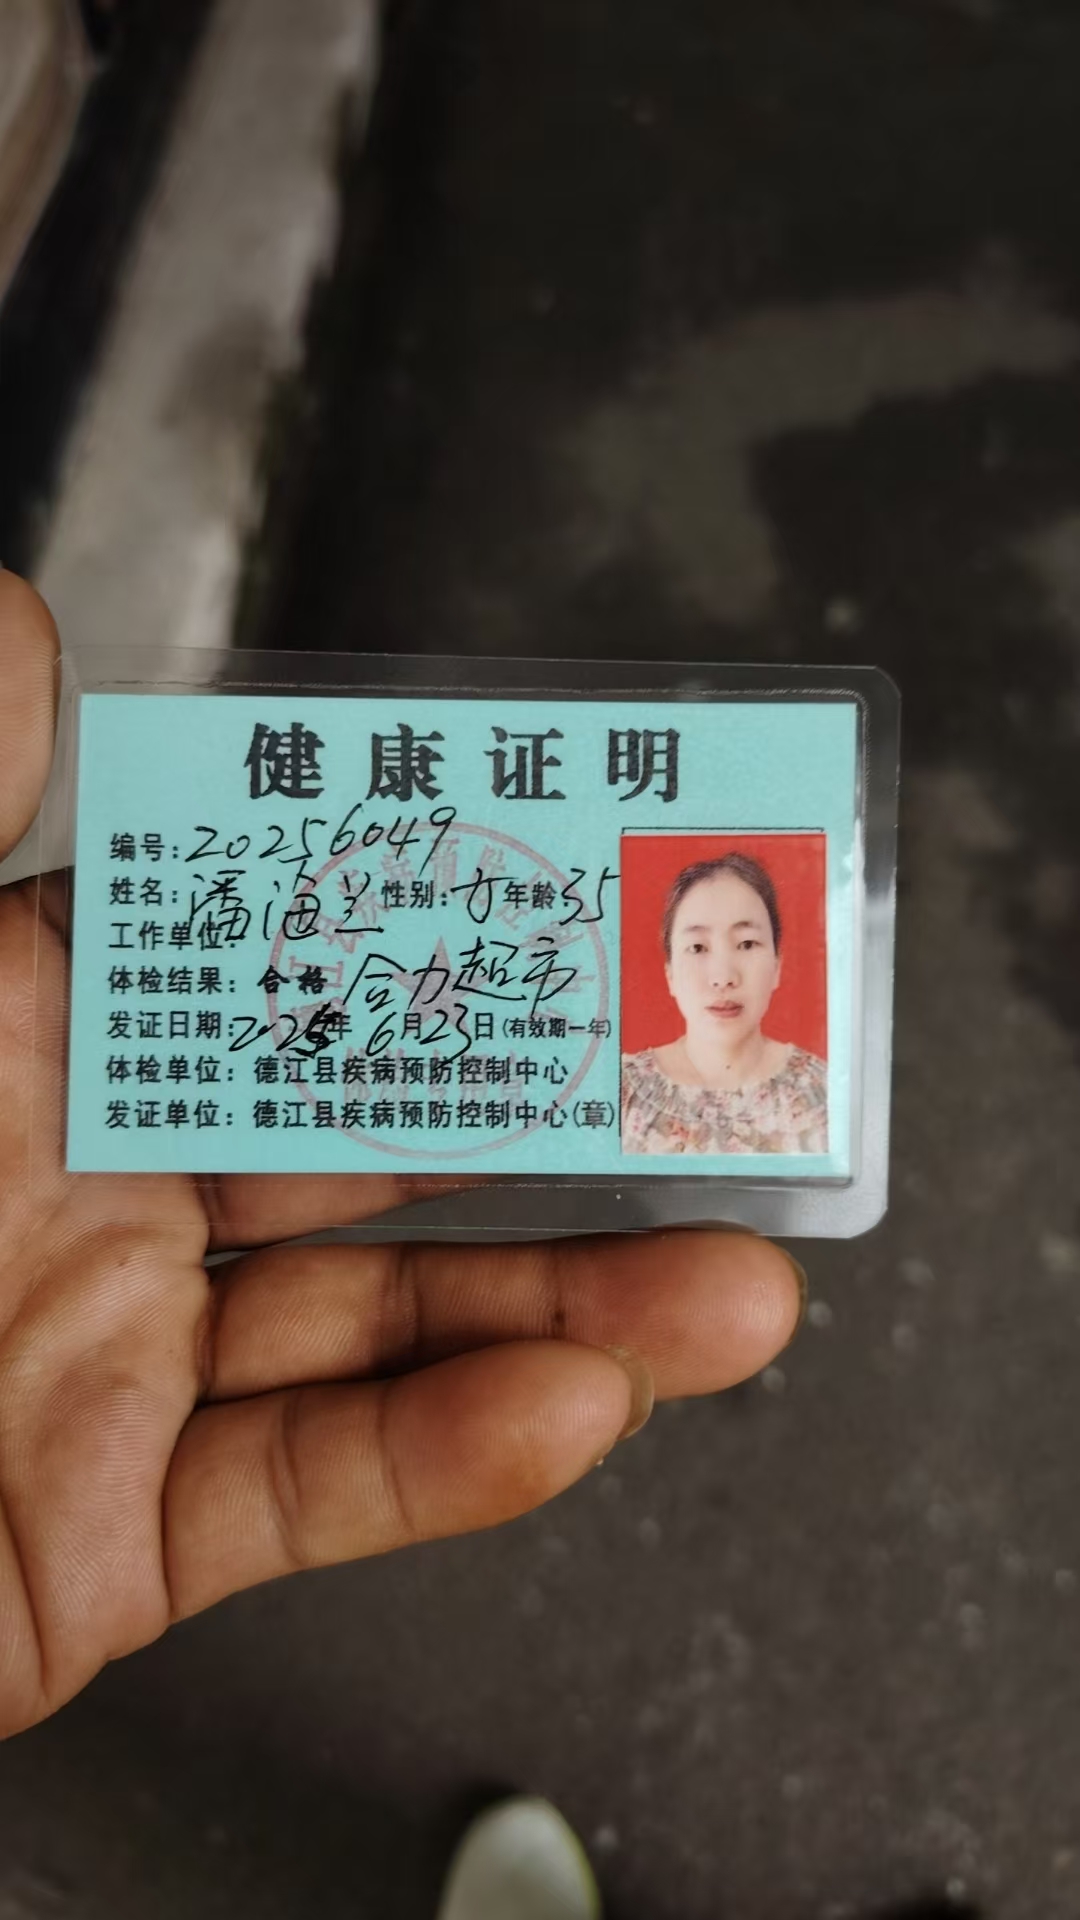 健康证明
编号:20256049
姓名:潘海兰 性别:女 年龄:35
工作单位:
体检结果:合格 合力超市
发证日期:2025年6月23日(有效期一年)
体检单位:德江县疾病预防控制中心
发证单位:德江县疾病预防控制中心(章)